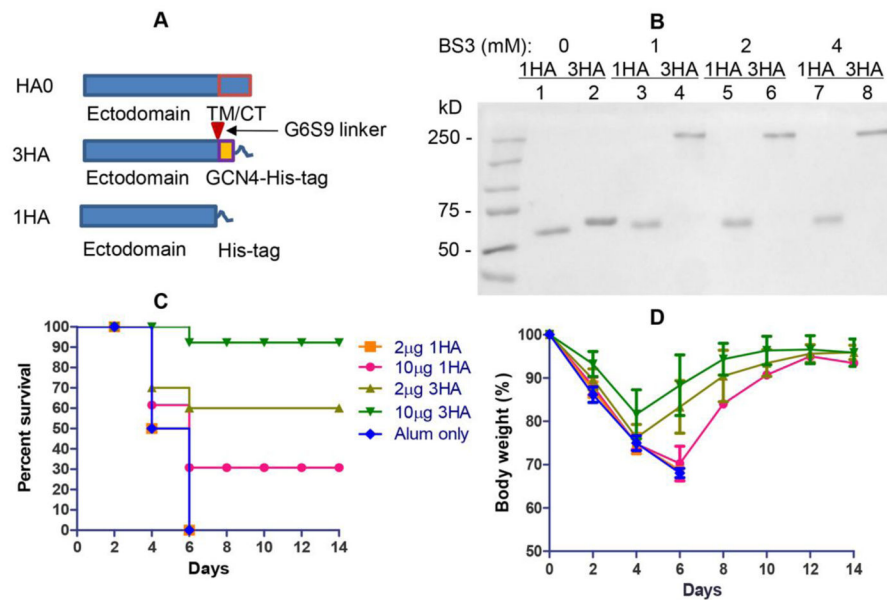 A
HA0
Ectodomain TM/CT
G6S9 linker
3HA
Ectodomain GCN4-His-tag
1HA
Ectodomain His-tag
B
BS3 (mM): 0 1 2 4
1HA 3HA 1HA 3HA 1HA 3HA 1HA 3HA
kD 1 2 3 4 5 6 7 8
250 -
75 -
50 -
C
Percent survival
100
90
80
70
60
50
40
30
20
10
0
0 2 4 6 8 10 12 14
Days
2μg 1HA
10μg 1HA
2μg 3HA
10μg 3HA
Alum only
D
Body weight (%)
100
90
80
70
60
50
0 2 4 6 8 10 12 14
Days